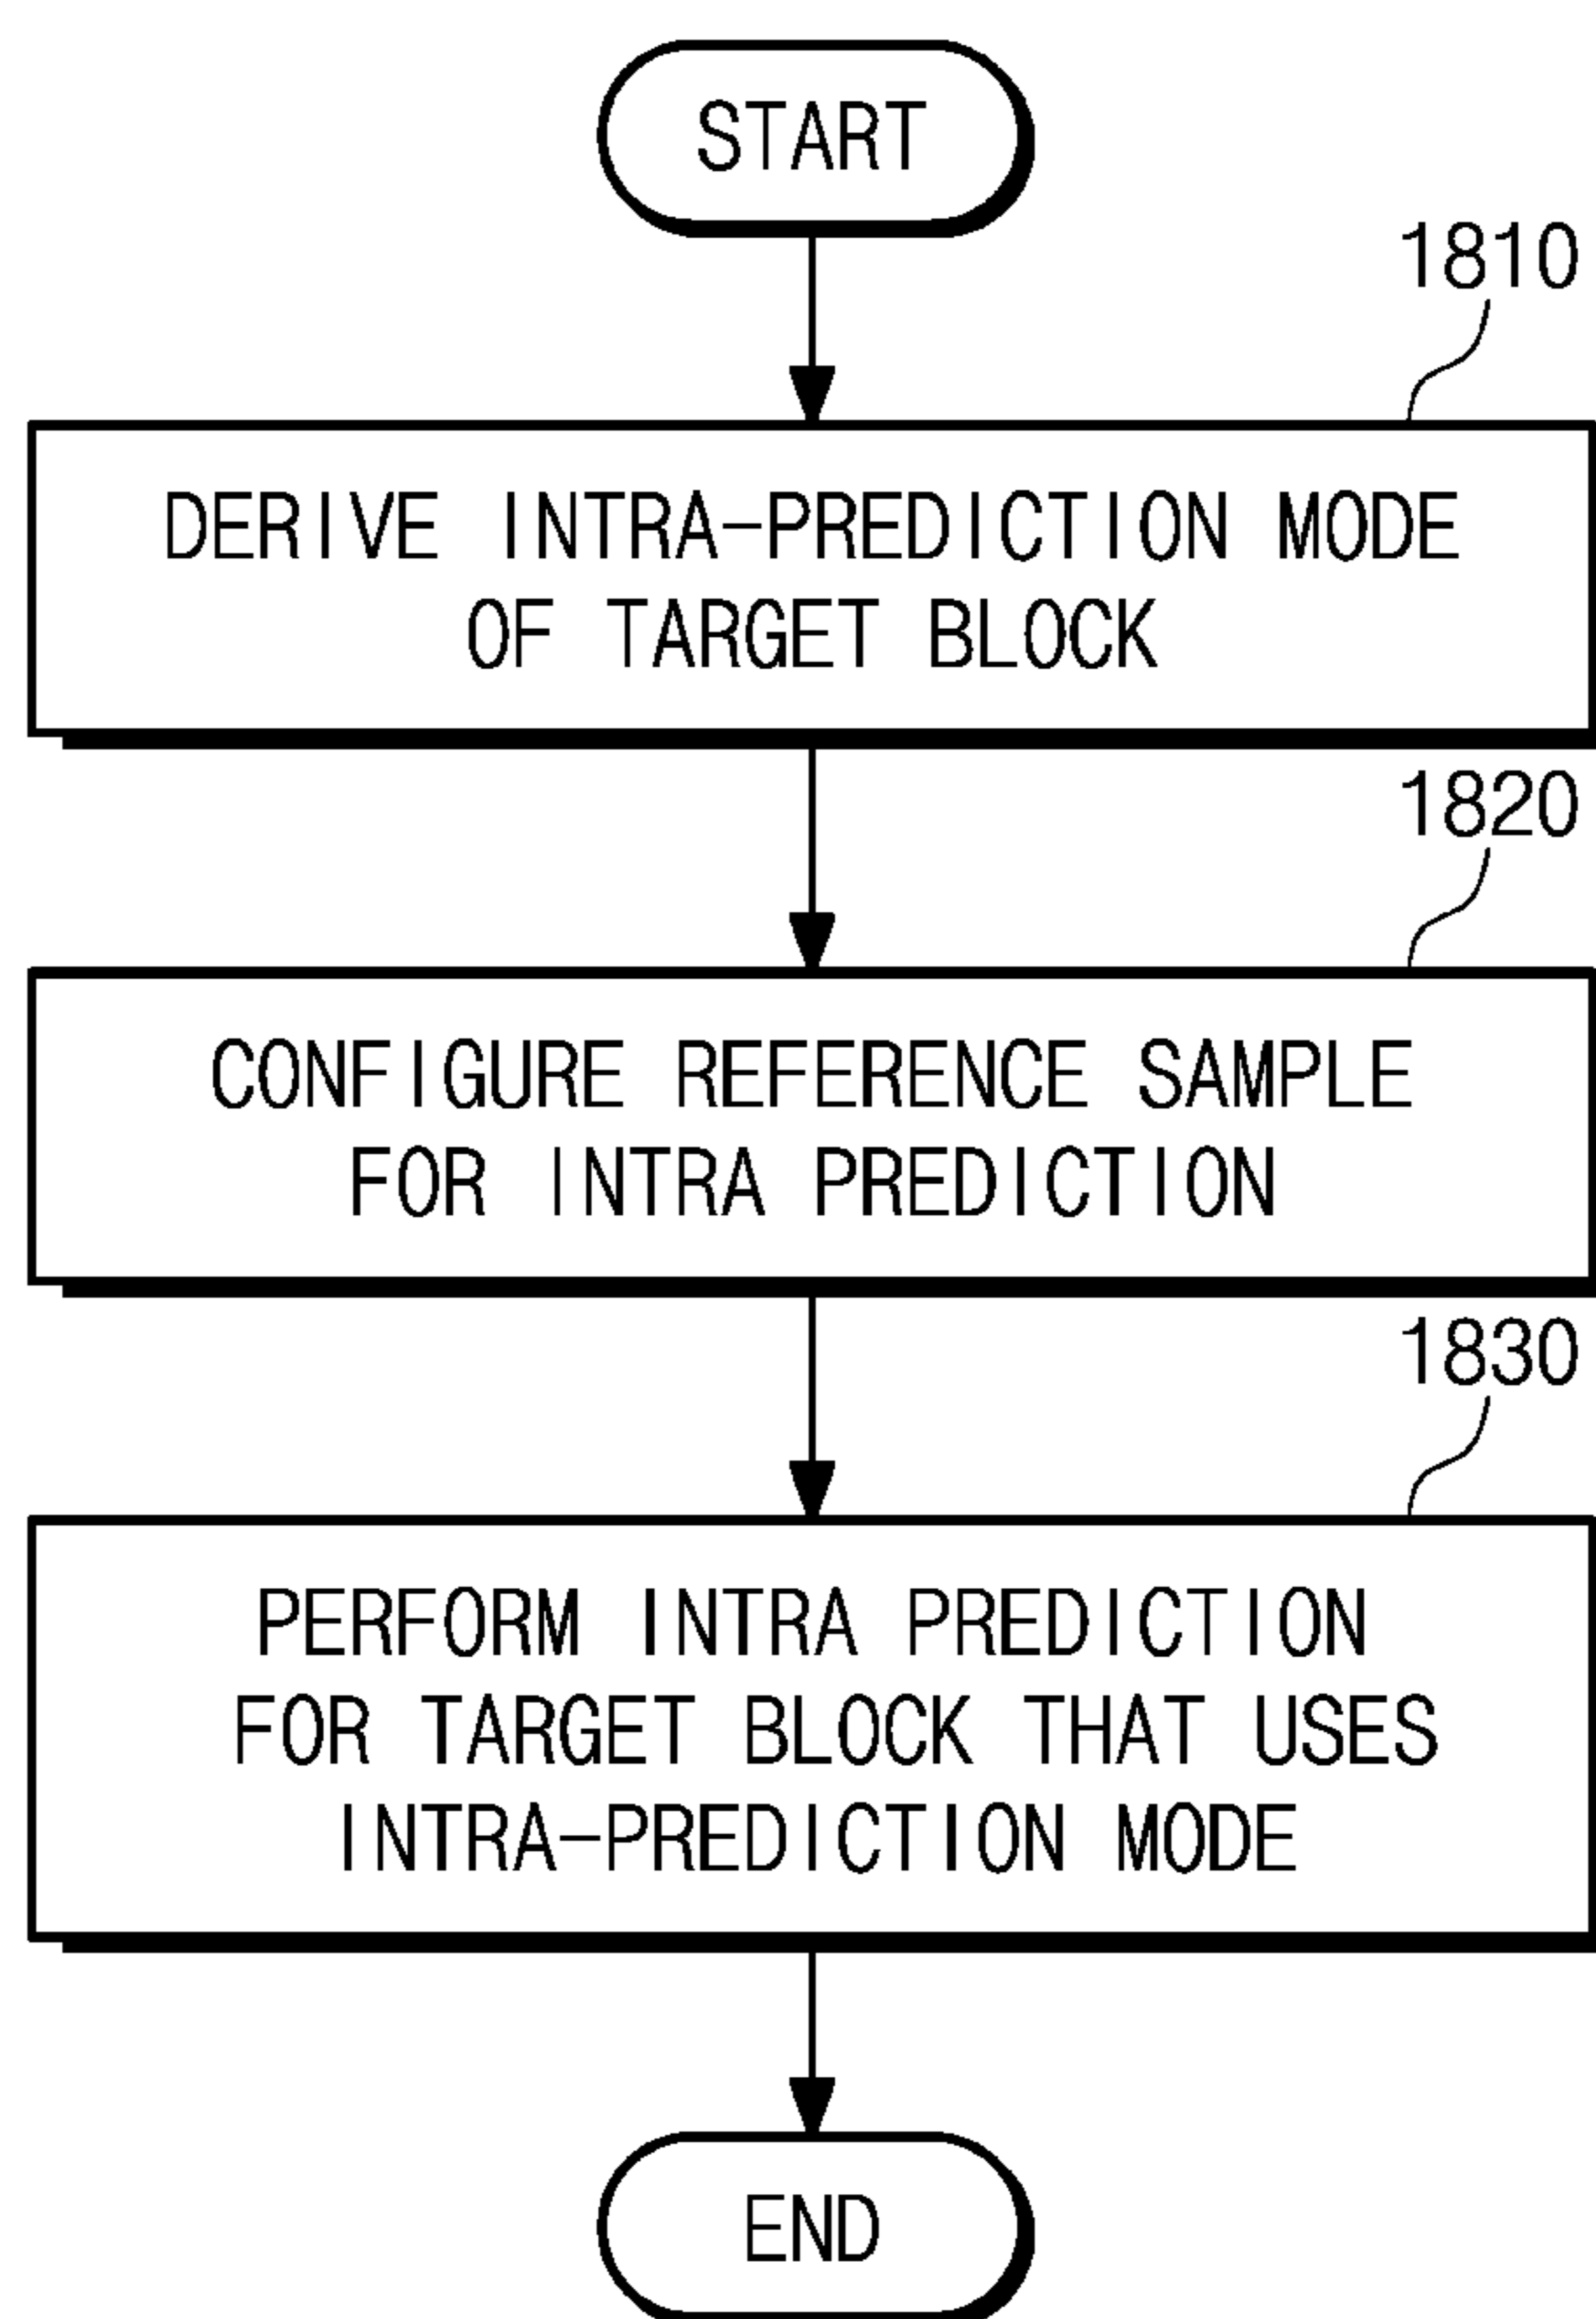 START
1810
DERIVE INTRA-PREDICTION MODE
OF TARGET BLOCK
1820
CONFIGURE REFERENCE SAMPLE
FOR INTRA PREDICTION
1830
PERFORM INTRA PREDICTION
FOR TARGET BLOCK THAT USES
INTRA-PREDICTION MODE
END